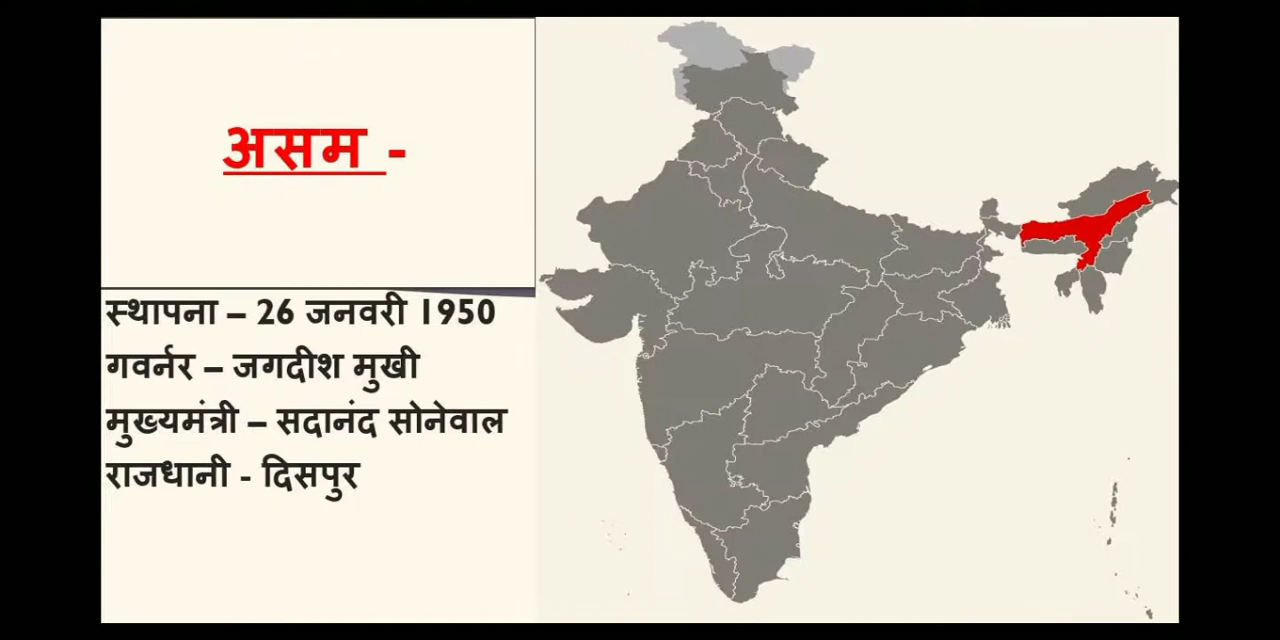 असम -
स्थापना – 26 जनवरी 1950
गवर्नर – जगदीश मुखी
मुख्यमंत्री – सदानंद सोनेवाल
राजधानी - दिसपुर